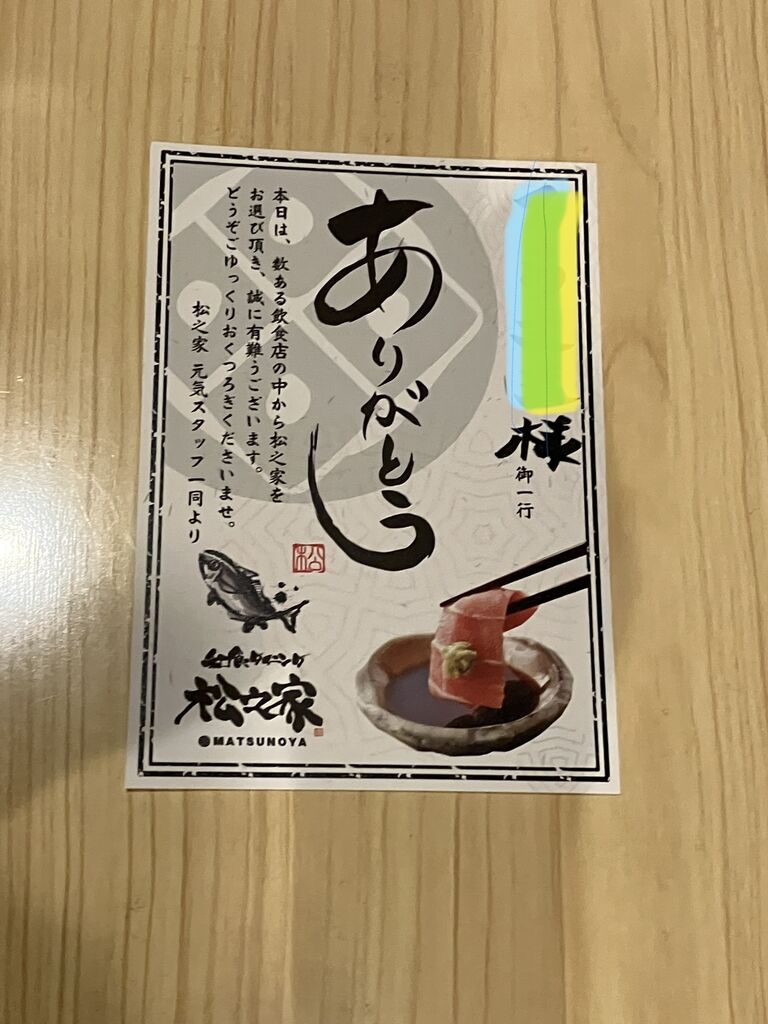 様
御一行
ありがとう
本日は、数ある飲食店の中から松之家を
お選び頂き、誠に有難うございます。
どうぞごゆっくりおくつろぎくださいませ。
松之家 元気スタッフ一同より
松
松之家
MATSUNOYA